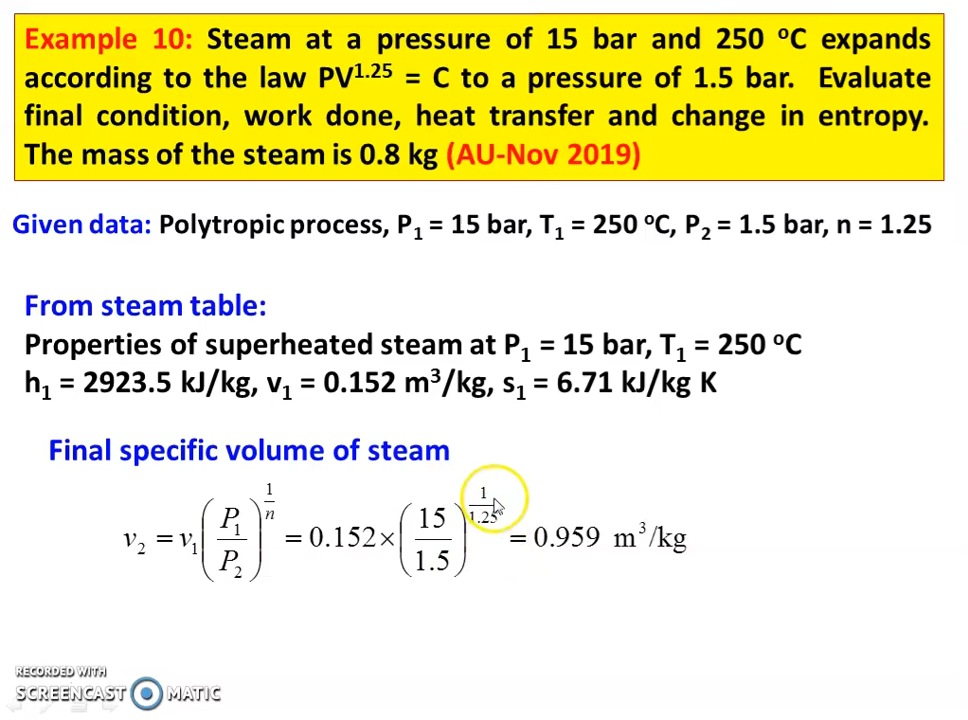 Example 10: Steam at a pressure of 15 bar and 250 ºC expands
according to the law PV^1.25 = C to a pressure of 1.5 bar. Evaluate
final condition, work done, heat transfer and change in entropy.
The mass of the steam is 0.8 kg (AU-Nov 2019)
Given data: Polytropic process, P₁ = 15 bar, T₁ = 250 ºC, P₂ = 1.5 bar, n = 1.25
From steam table:
Properties of superheated steam at P₁ = 15 bar, T₁ = 250 ºC
h₁ = 2923.5 kJ/kg, v₁ = 0.152 m³/kg, s₁ = 6.71 kJ/kg K
Final specific volume of steam
v₂ = v₁ (P₁/P₂)^(1/n) = 0.152 × (15/1.5)^(1/1.25) = 0.959 m³/kg
RECORDED WITH
SCREENCAST MATIC